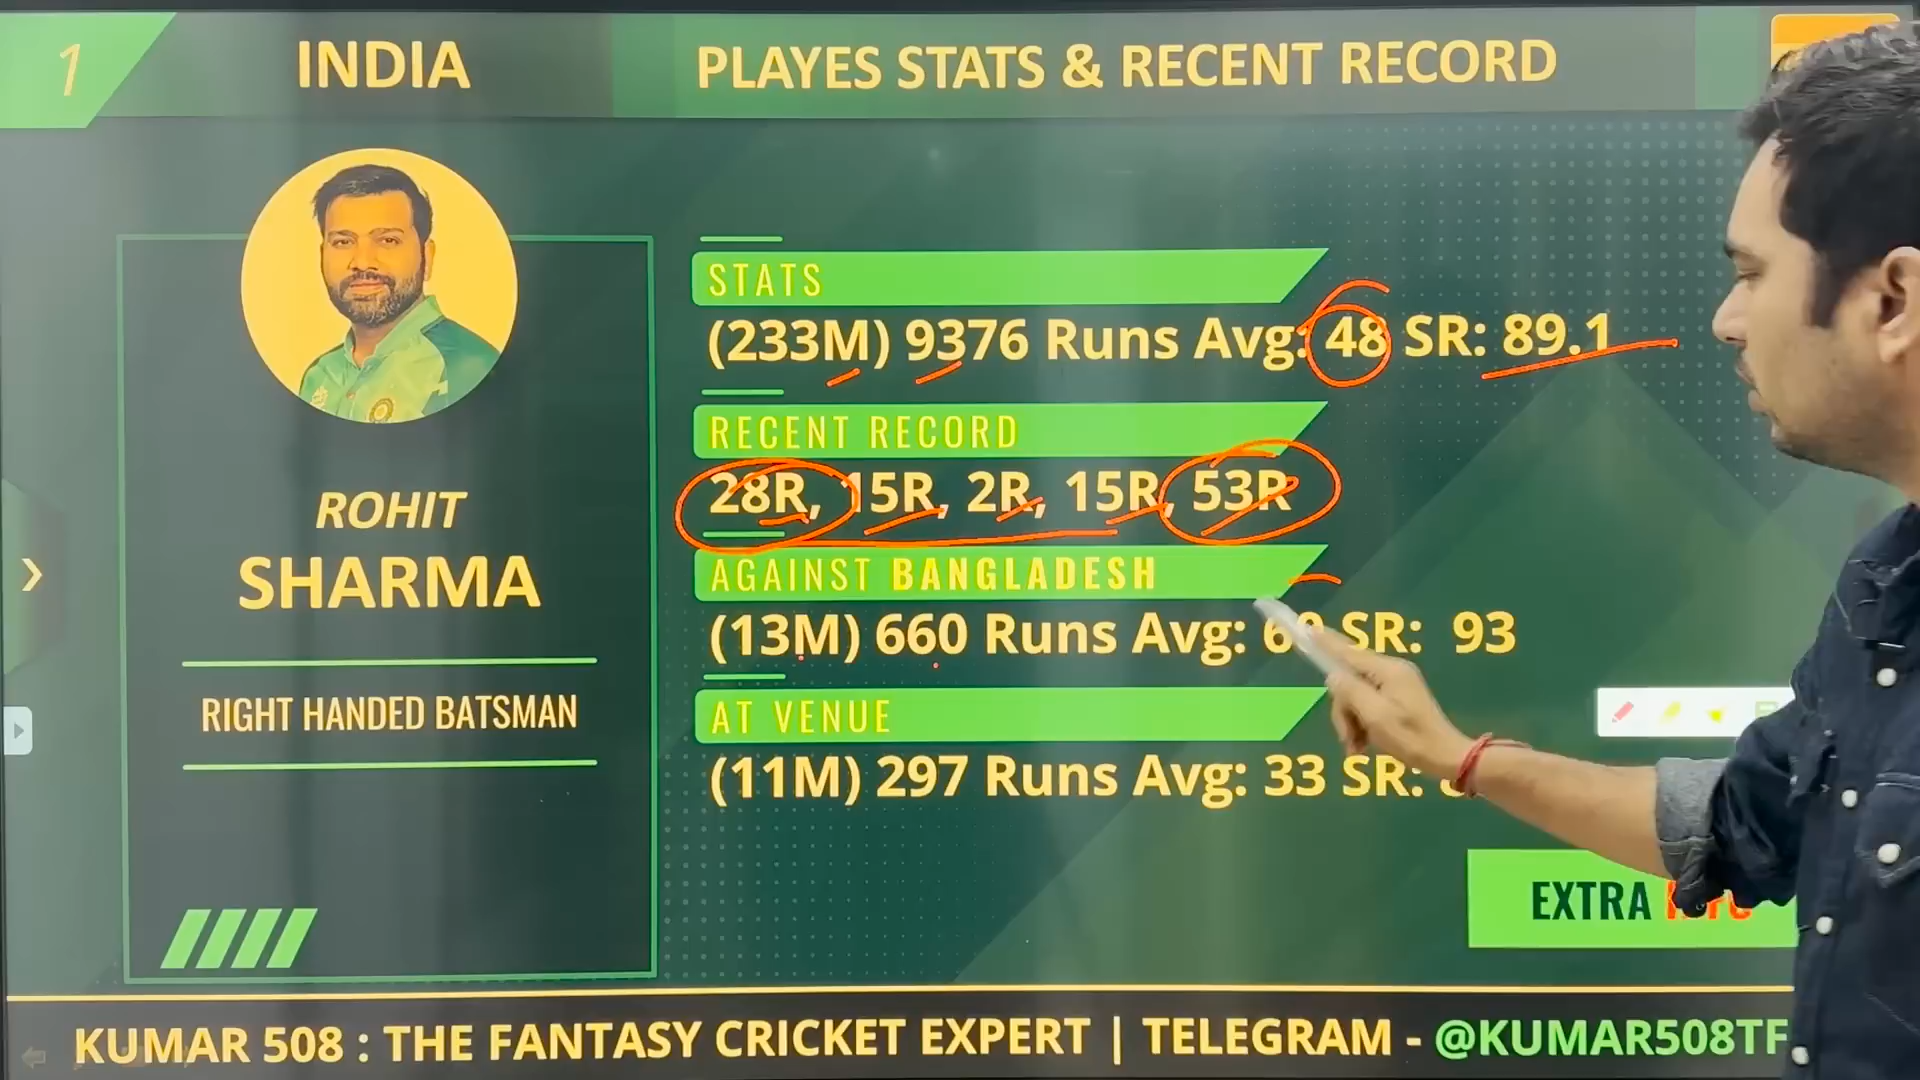 1
INDIA
PLAYES STATS & RECENT RECORD
STATS
(233M) 9376 Runs Avg: 48 SR: 89.1
RECENT RECORD
28R, 15R, 2R, 15R, 53R
AGAINST BANGLADESH
(13M) 660 Runs Avg: SR: 93
AT VENUE
(11M) 297 Runs Avg: 33 SR:
ROHIT
SHARMA
RIGHT HANDED BATSMAN
EXTRA
KUMAR 508 : THE FANTASY CRICKET EXPERT | TELEGRAM - @KUMAR508TF